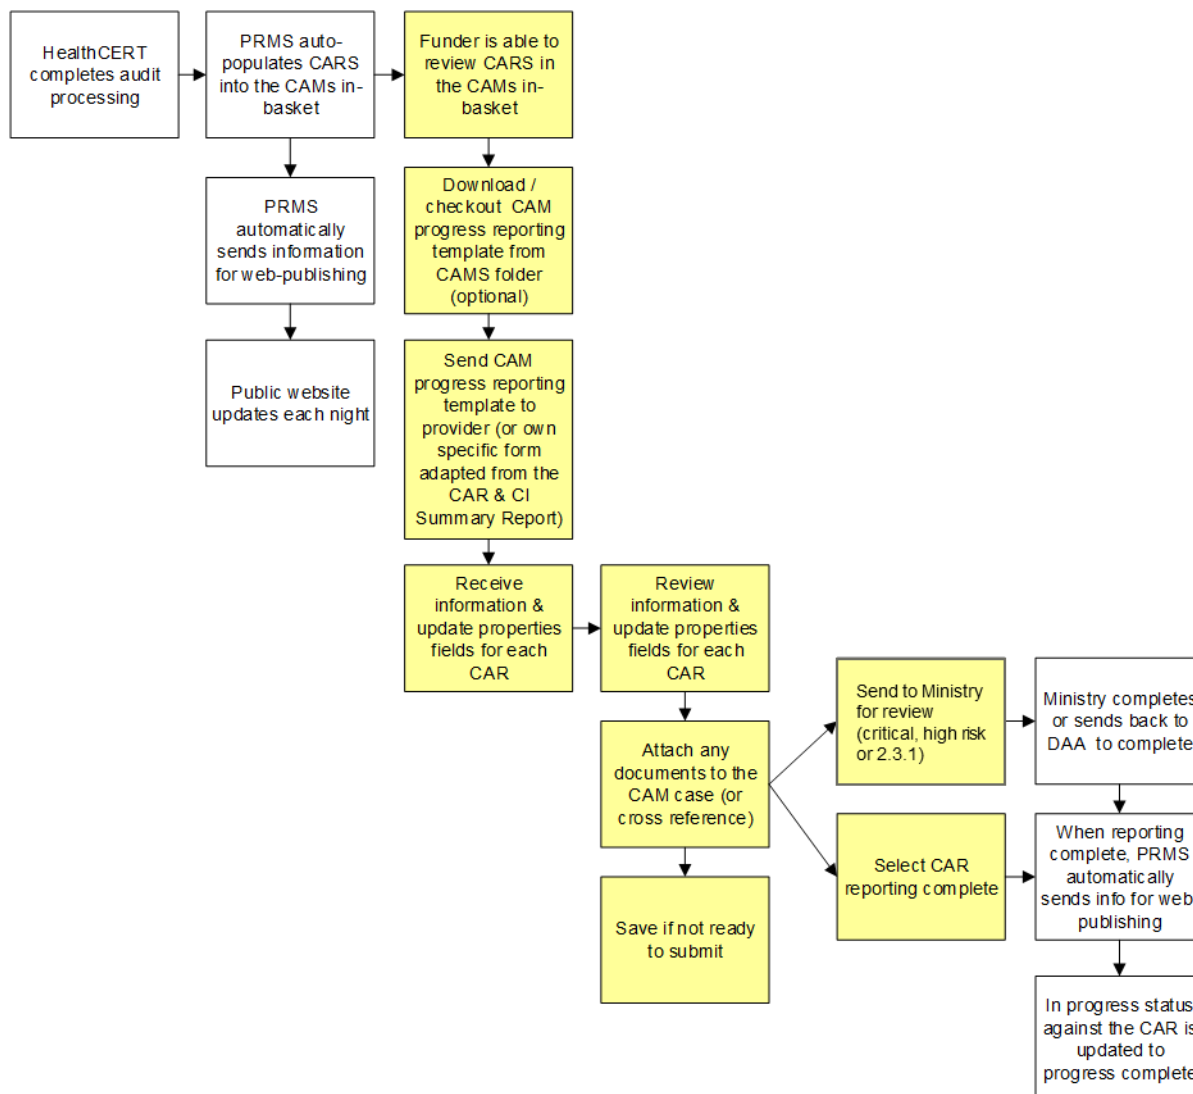 HealthCERT
completes audit
processing
PRMS auto-
populates CARS
into the CAMs in-
basket
Funder is able to
review CARS in
the CAMs in-
basket
PRMS
automatically
sends information
for web-publishing
Download /
checkout CAM
progress reporting
template from
CAMS folder
(optional)
Public website
updates each night
Send CAM
progress reporting
template to
provider (or own
specific form
adapted from the
CAR & CI
Summary Report)
Receive
information &
update properties
fields for each
CAR
Review
information &
update properties
fields for each
CAR
Attach any
documents to the
CAM case (or
cross reference)
Save if not ready
to submit
Send to Ministry
for review
(critical, high risk
or 2.3.1)
Ministry completes
or sends back to
DAA to complete
Select CAR
reporting complete
When reporting
complete, PRMS
automatically
sends info for web-
publishing
In progress status
against the CAR is
updated to
progress complete